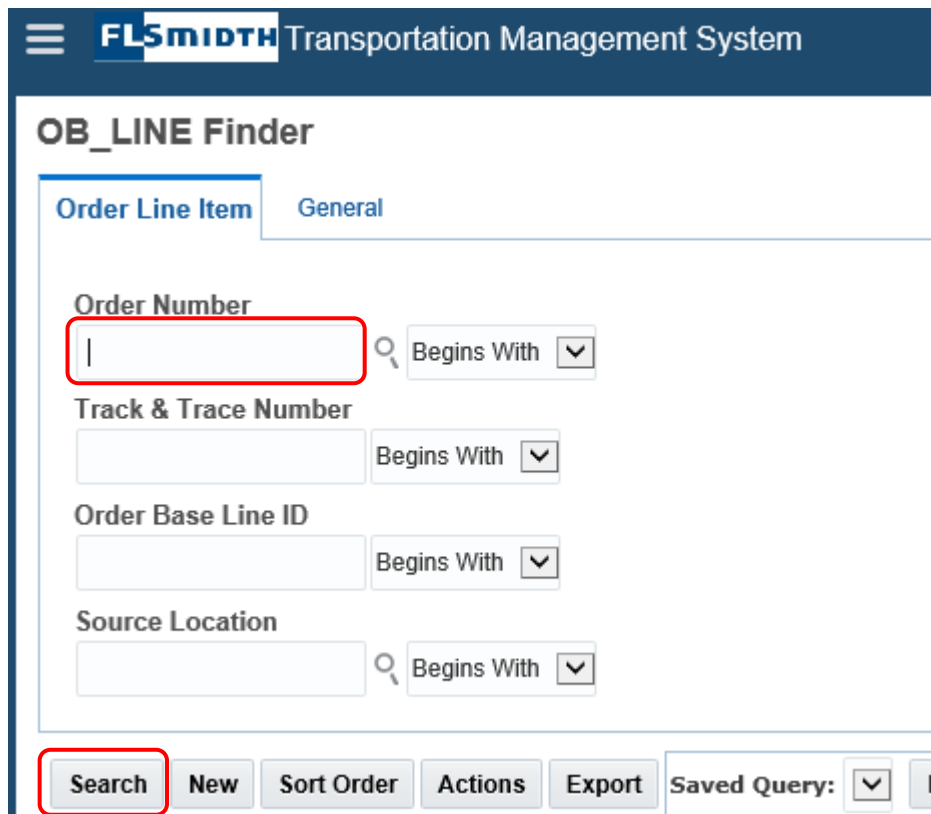 FLSMIDTH Transportation Management System
OB_LINE Finder
Order Line Item General
Order Number
Begins With
Track & Trace Number
Begins With
Order Base Line ID
Begins With
Source Location
Begins With
Search New Sort Order Actions Export Saved Query: